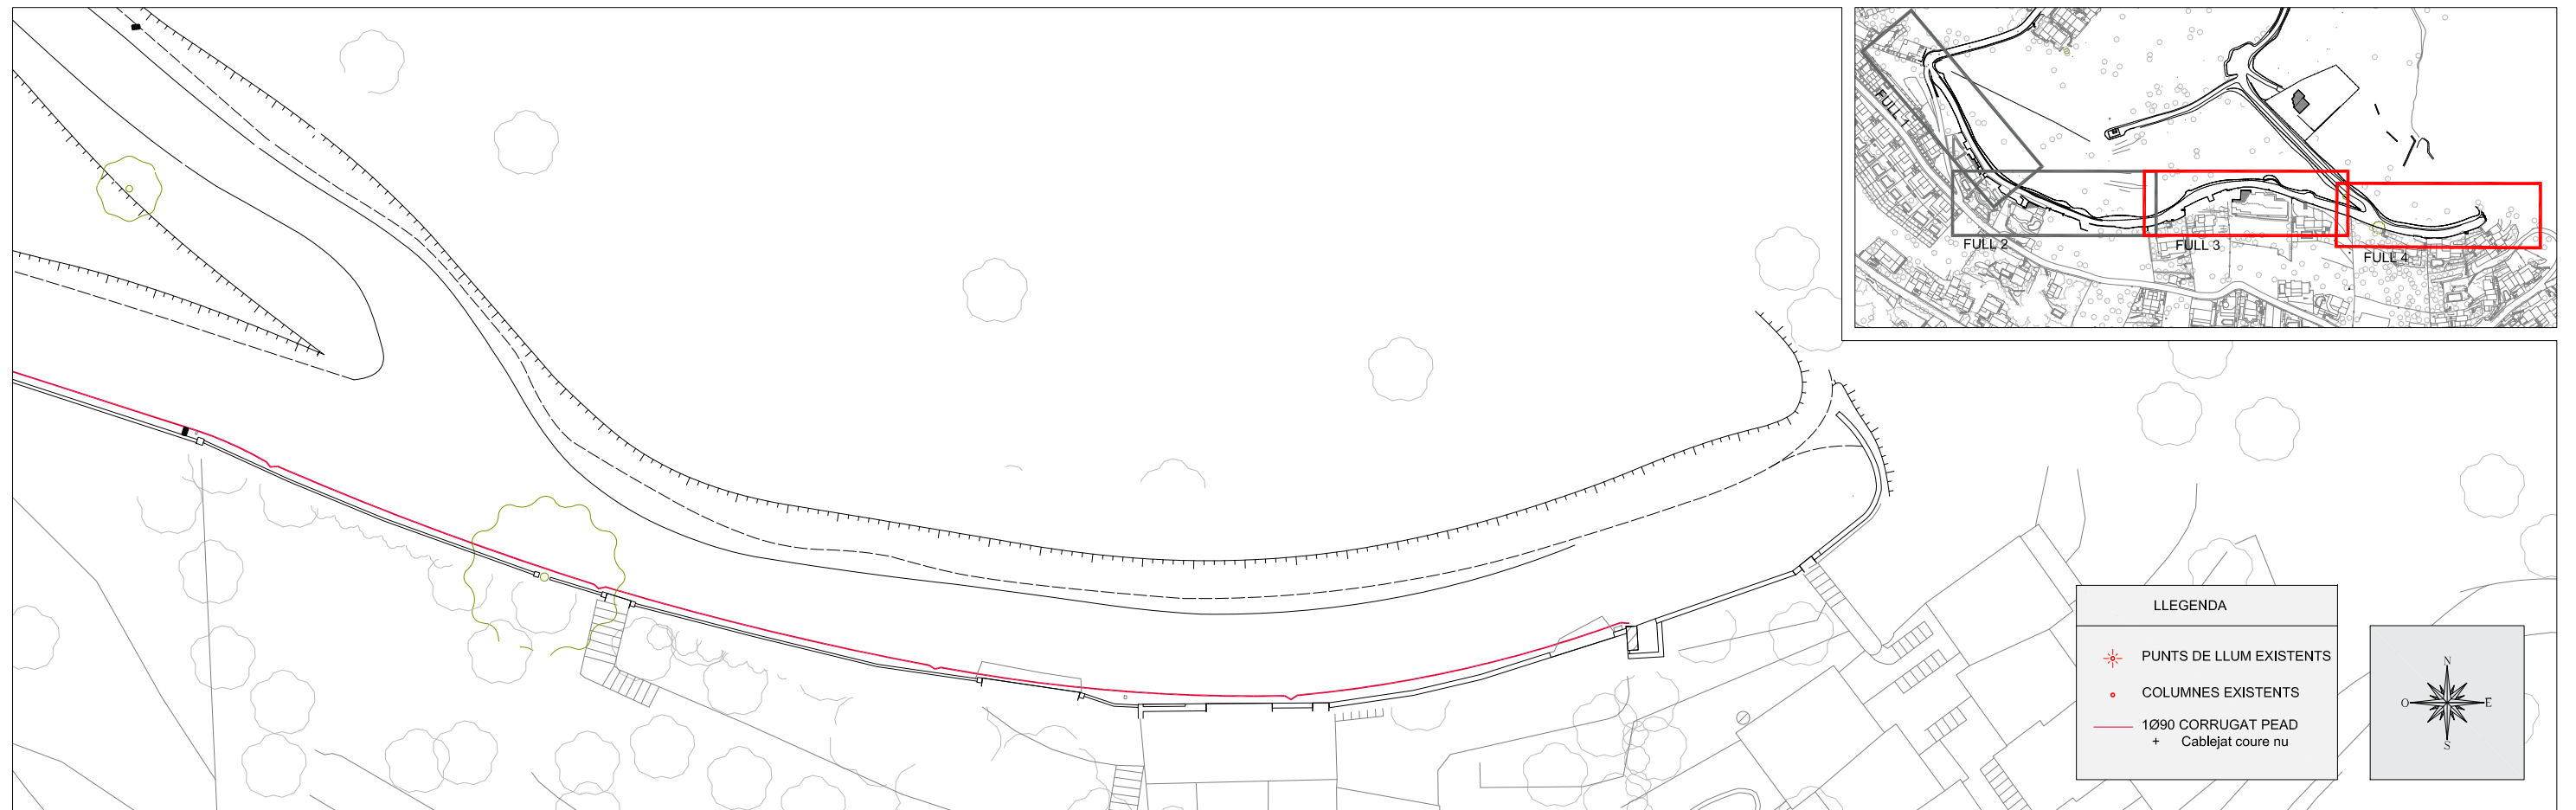 FULL 1
FULL 2
FULL 3
FULL 4
LLEGENDA
PUNTS DE LLUM EXISTENTS
COLUMNES EXISTENTS
1Ø90 CORRUGAT PEAD
+ Cablejat coure nu
N
O E
S